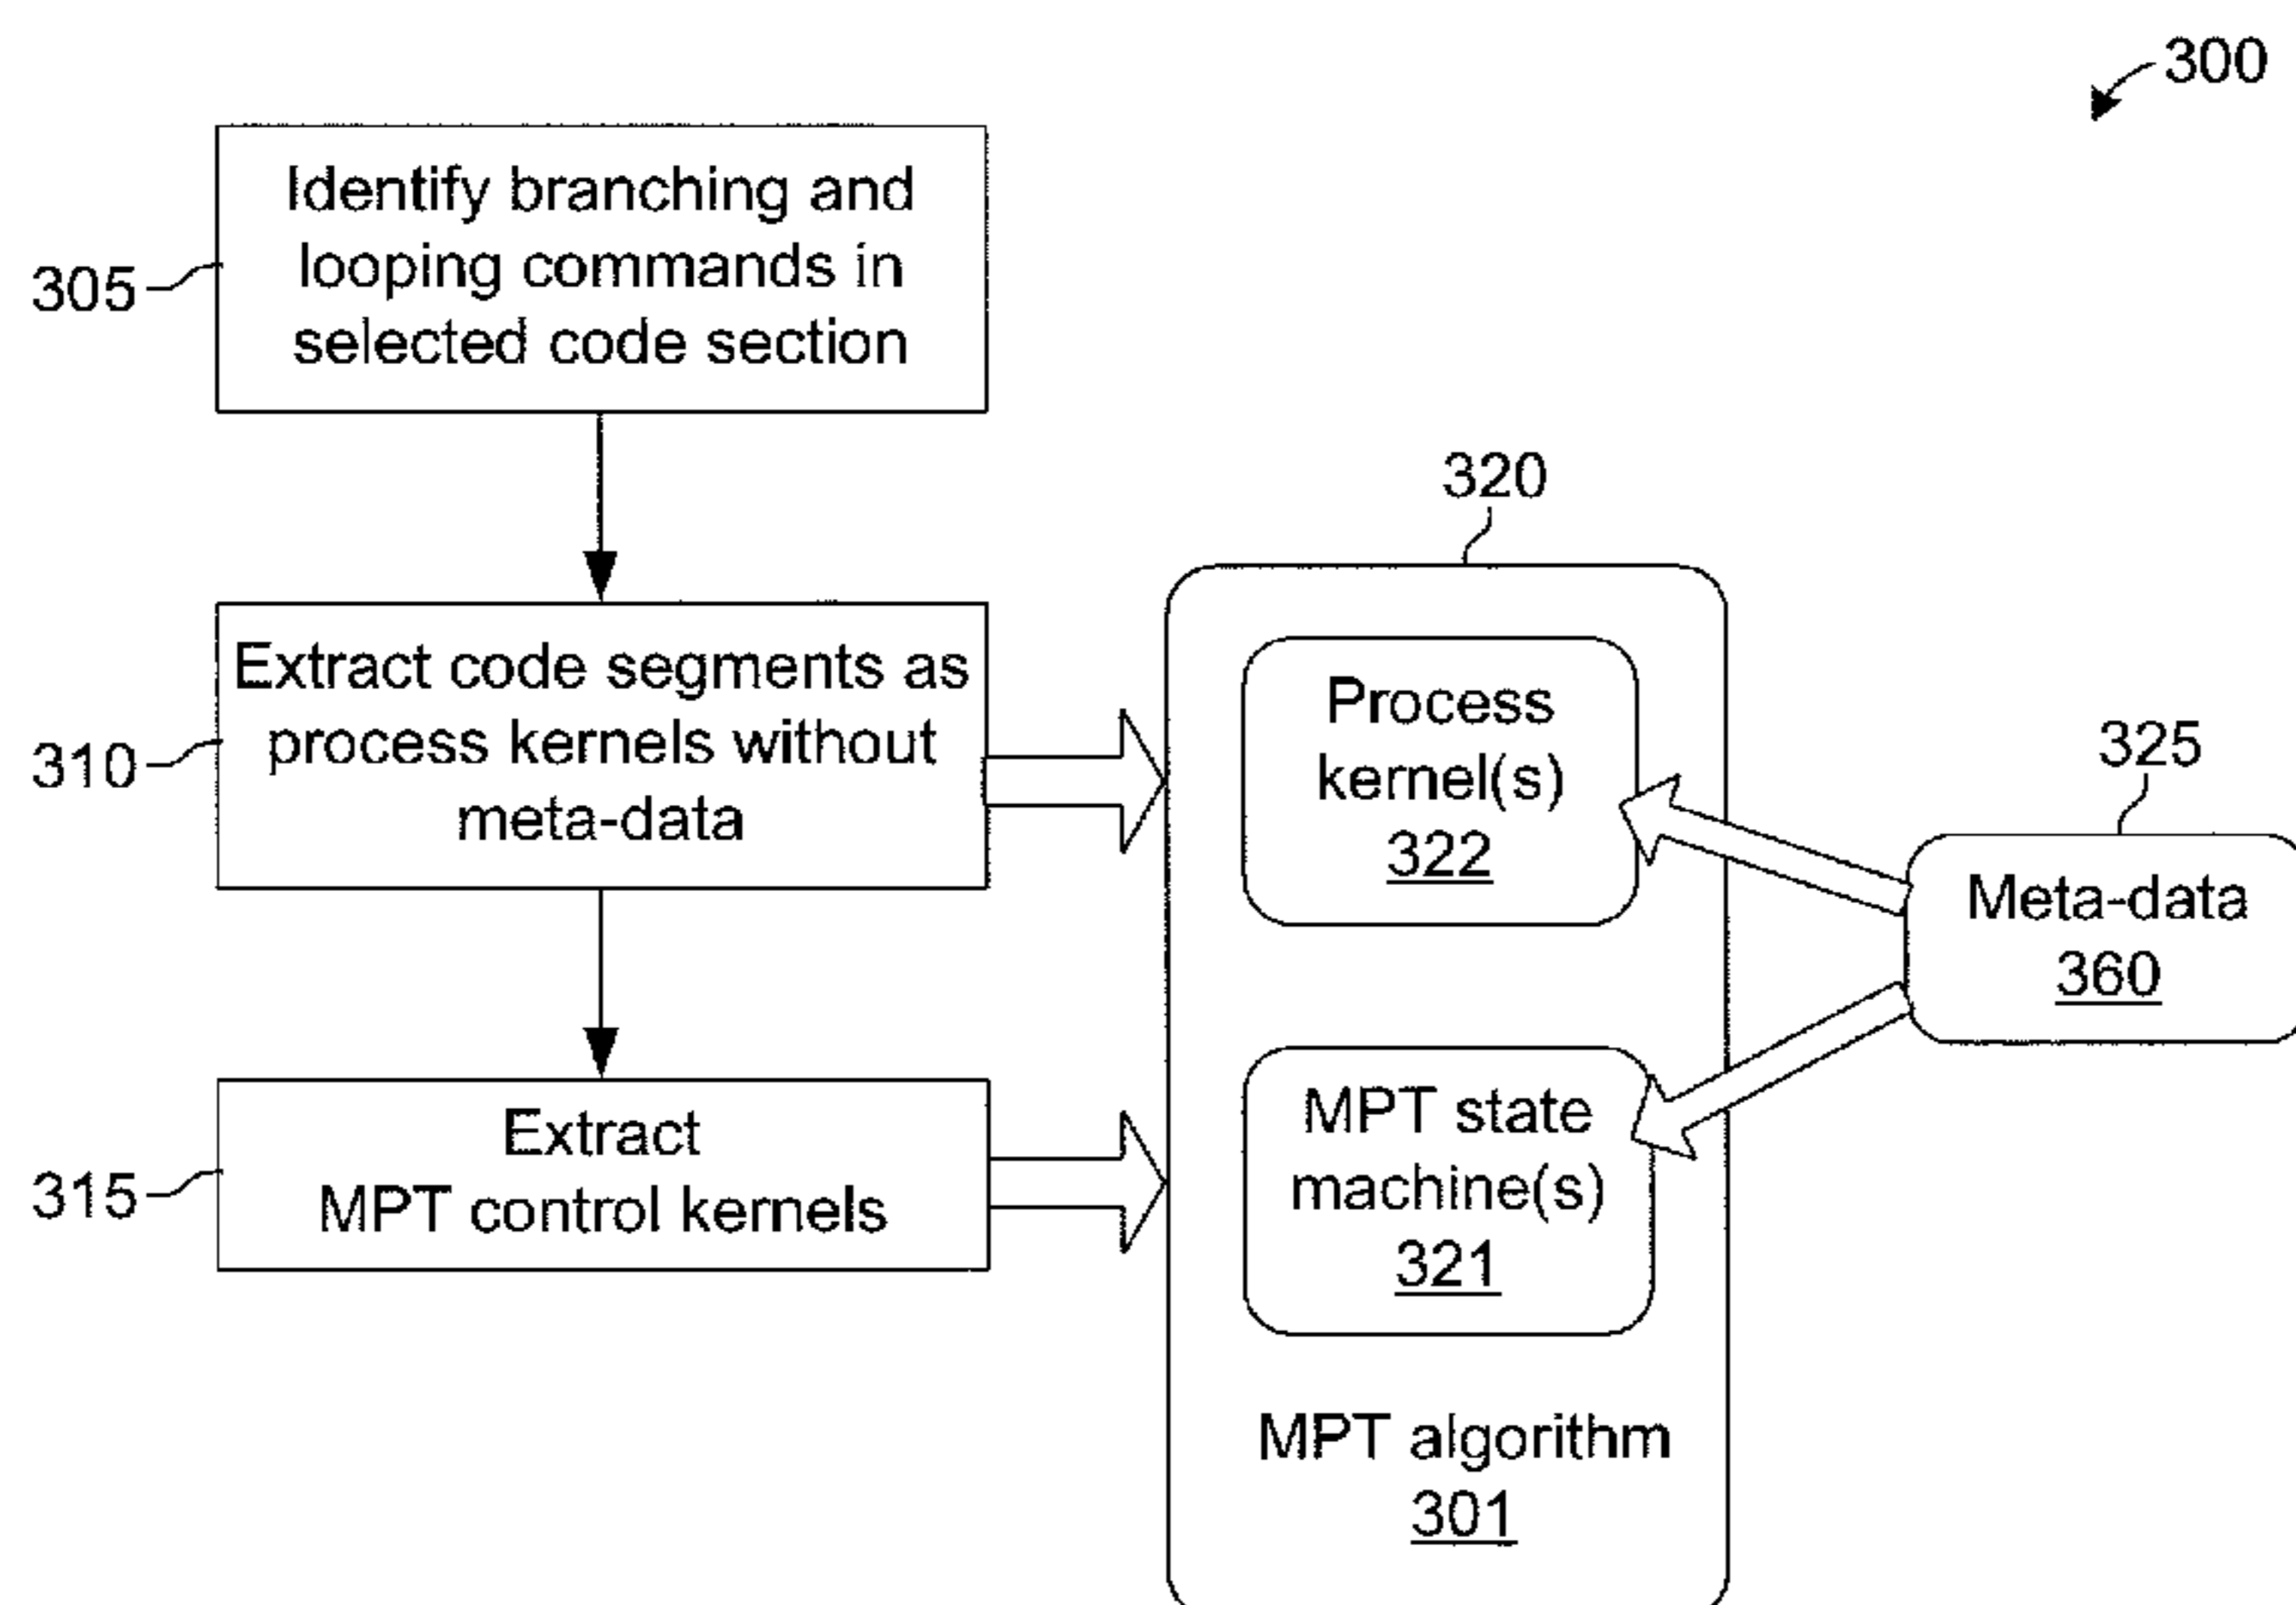 300
Identify branching and
looping commands in
selected code section
305
320
Extract code segments as
process kernels without
meta-data
310
Process
kernel(s)
322
325
Meta-data
360
Extract
MPT control kernels
315
MPT state
machine(s)
321
MPT algorithm
301